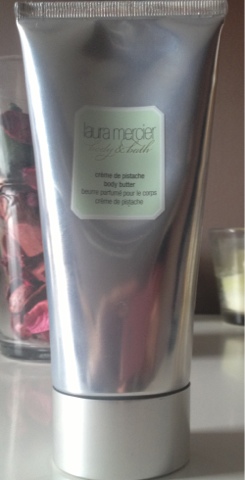 laura mercier
body & bath
crème de pistache
body butter
beurre parfumé pour le corps
crème de pistache